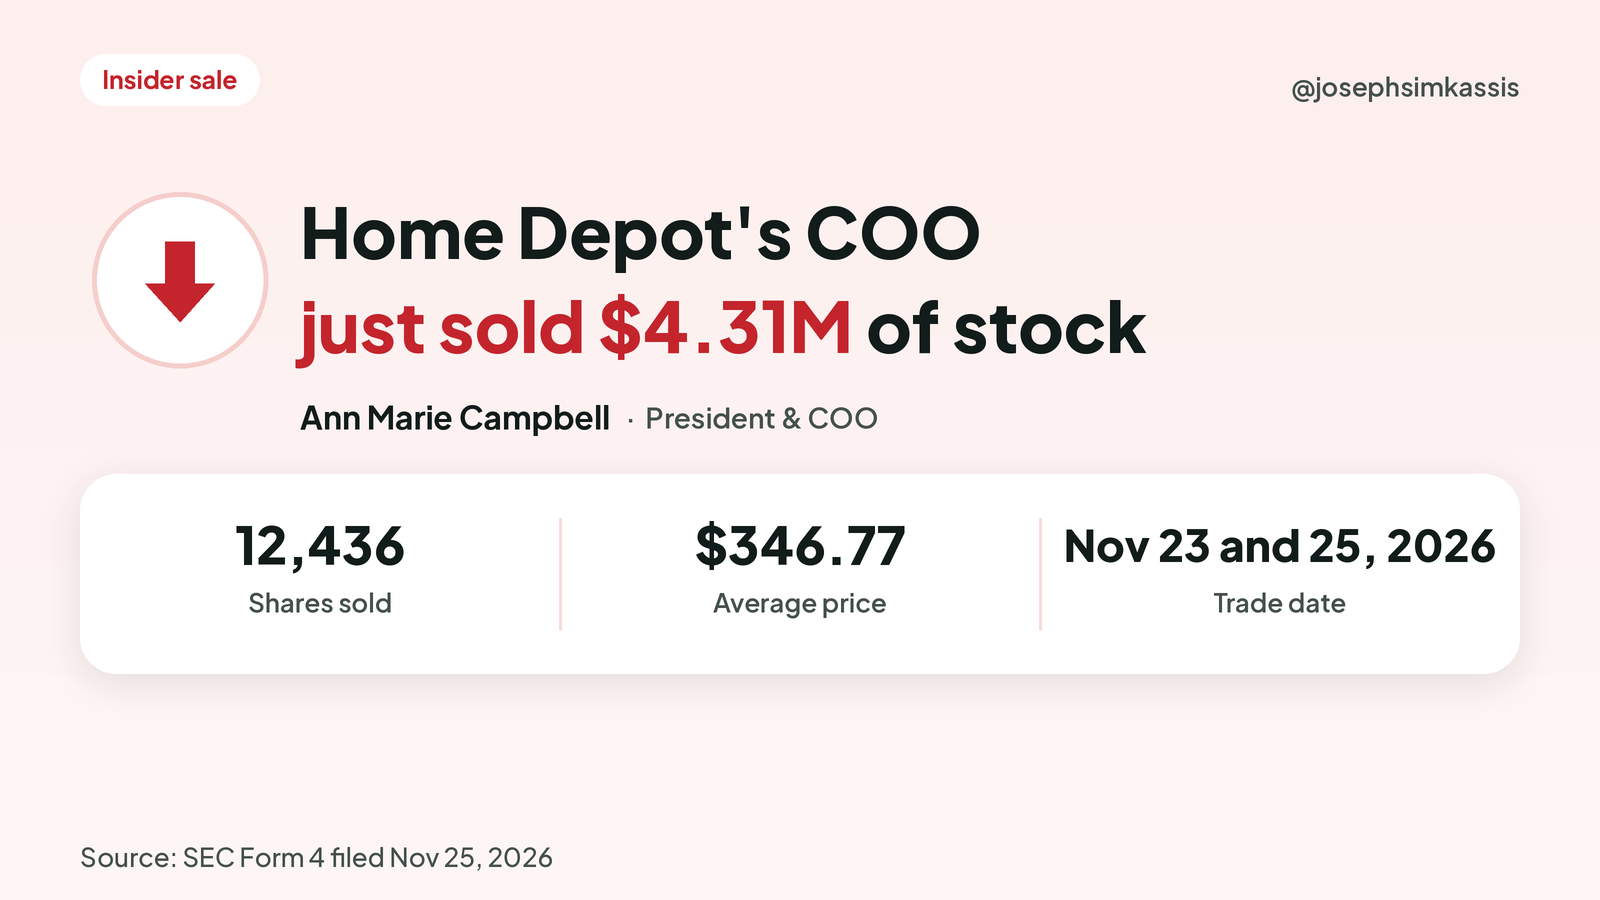 Insider sale
@josephsimkassis
Home Depot's COO
just sold $4.31M of stock
Ann Marie Campbell · President & COO
12,436
Shares sold
$346.77
Average price
Nov 23 and 25, 2026
Trade date
Source: SEC Form 4 filed Nov 25, 2026